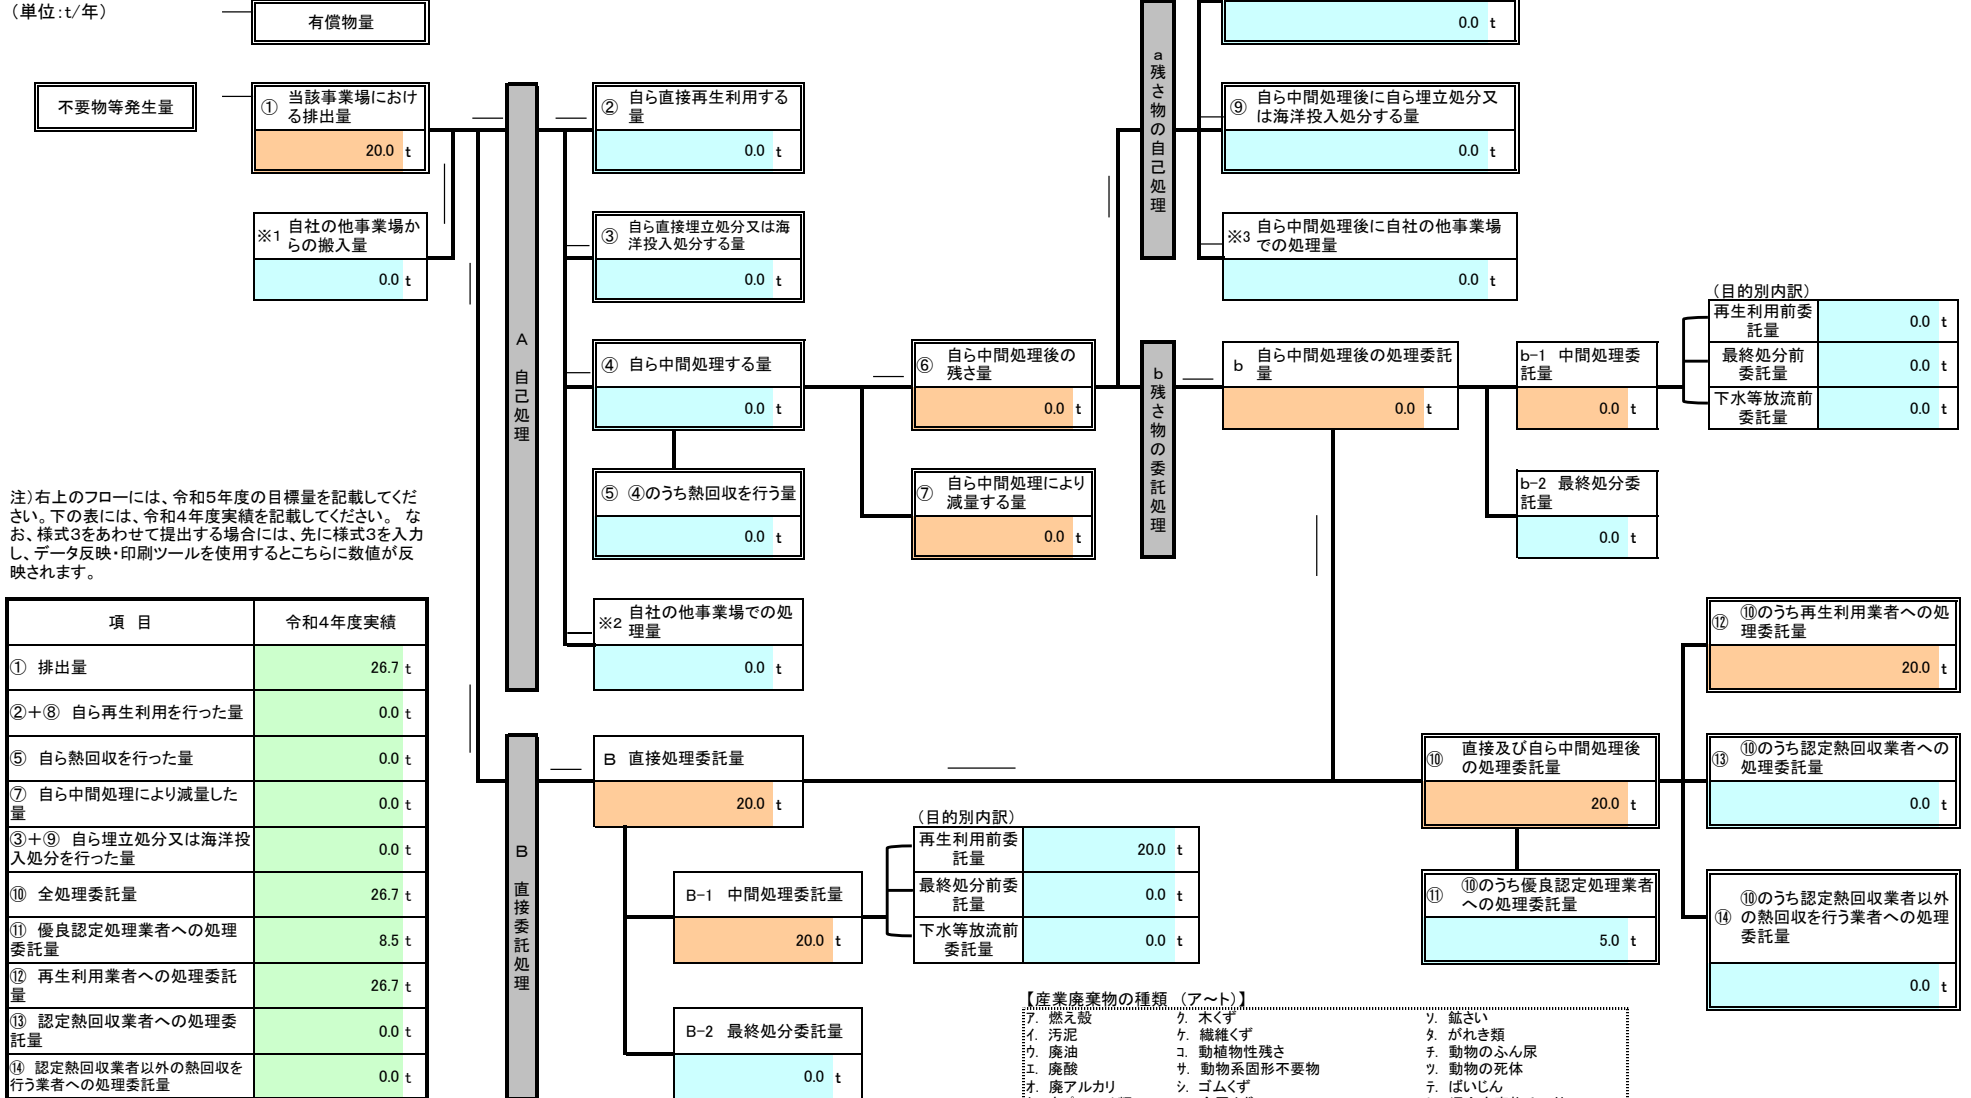 （単位:t/年）
有償物量
0.0 t
不要物等発生量
① 当該事業場におけ
る排出量
20.0 t
② 自ら直接再生利用する
量
0.0 t
⑨ 自ら中間処理後に自ら埋立処分又
は海洋投入処分する量
0.0 t
a
残さ物の自己処理
※1 自社の他事業場か
らの搬入量
0.0 t
③ 自ら直接埋立処分又は海
洋投入処分する量
0.0 t
※3 自ら中間処理後に自社の他事業場
での処理量
0.0 t
A
自己処理
④ 自ら中間処理する量
0.0 t
⑥ 自ら中間処理後の
残さ量
0.0 t
b
残さ物の委託処理
b 自ら中間処理後の処理委託
量
0.0 t
b-1 中間処理委
託量
0.0 t
（目的別内訳）
再生利用前委
託量
0.0 t
最終処分前
委託量
0.0 t
下水等放流前
委託量
0.0 t
⑤ ④のうち熱回収を行う量
0.0 t
⑦ 自ら中間処理により
減量する量
0.0 t
b-2 最終処分委
託量
0.0 t
注)右上のフローには、令和5年度の目標量を記載してくだ
さい。下の表には、令和4年度実績を記載してください。 な
お、様式3をあわせて提出する場合には、先に様式3を入力
し、データ反映・印刷ツールを使用するとこちらに数値が反
映されます。
※2 自社の他事業場での処
理量
0.0 t
項 目 令和4年度実績
① 排出量 26.7 t
②＋⑧ 自ら再生利用を行った量 0.0 t
⑤ 自ら熱回収を行った量 0.0 t
⑦ 自ら中間処理により減量した
量 0.0 t
③＋⑨ 自ら埋立処分又は海洋投
入処分を行った量 0.0 t
⑩ 全処理委託量 26.7 t
⑪ 優良認定処理業者への処理
委託量 8.5 t
⑫ 再生利用業者への処理委託
量 26.7 t
⑬ 認定熱回収業者への処理委
託量 0.0 t
⑭ 認定熱回収業者以外の熱回収を
行う業者への処理委託量 0.0 t
B
直接委託処理
B 直接処理委託量
20.0 t
B-1 中間処理委託量
20.0 t
（目的別内訳）
再生利用前委
託量
20.0 t
最終処分前委
託量
0.0 t
下水等放流前
委託量
0.0 t
B-2 最終処分委託量
0.0 t
⑩ 直接及び自ら中間処理後
の処理委託量
20.0 t
⑪ ⑩のうち優良認定処理業者
への処理委託量
5.0 t
⑫ ⑩のうち再生利用業者への処
理委託量
20.0 t
⑬ ⑩のうち認定熱回収業者への
処理委託量
0.0 t
⑭ ⑩のうち認定熱回収業者以外
の熱回収を行う業者への処理
委託量
0.0 t
【産業廃棄物の種類 （ア～ト）】
ア. 燃え殻 ク. 木くず ソ. 鉱さい
イ. 汚泥 ケ. 繊維くず タ. がれき類
ウ. 廃油 コ. 動植物性残さ チ. 動物のふん尿
エ. 廃酸 サ. 動物系固形不要物 ツ. 動物の死体
オ. 廃アルカリ シ. ゴムくず テ. ばいじん